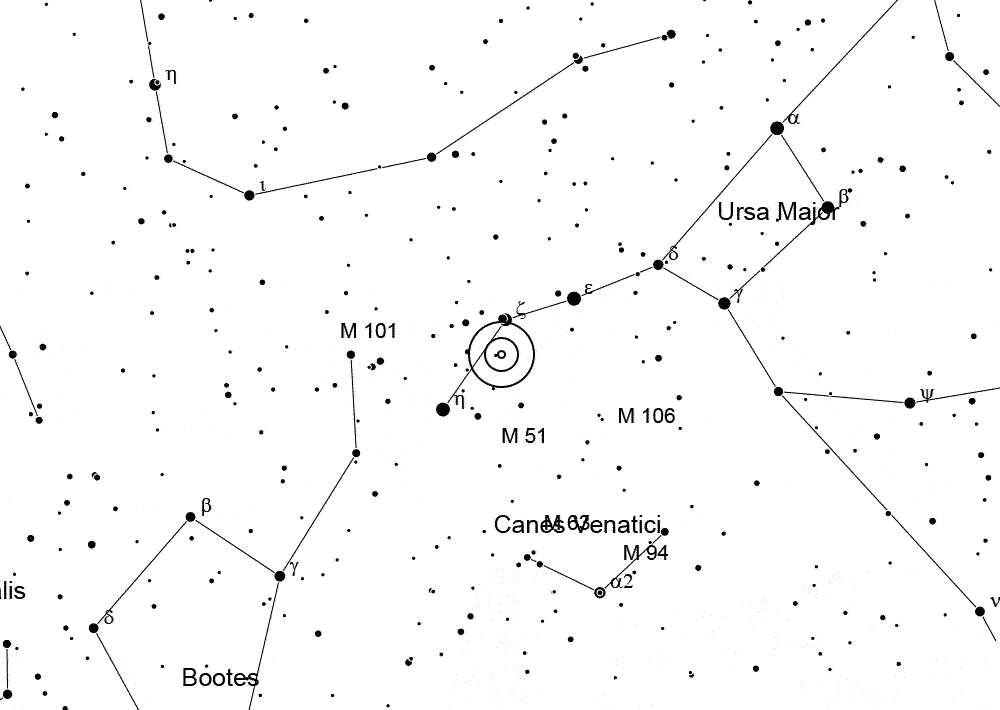 η
α
ι
β
Ursa Major
δ
ε
γ
ζ
M 101
ψ
η
M 106
M 51
β
M 63
Canes Venatici
M 94
γ
α2
alis
ν
δ
Bootes